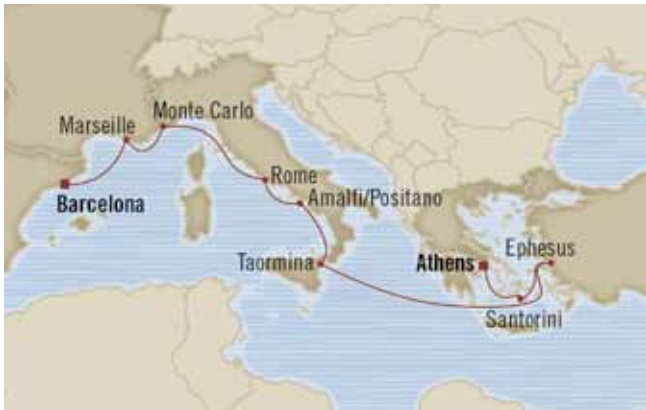 Monte Carlo
Marseille
Rome
Barcelona
Amalfi/Positano
Taormina
Athens
Ephesus
Santorini